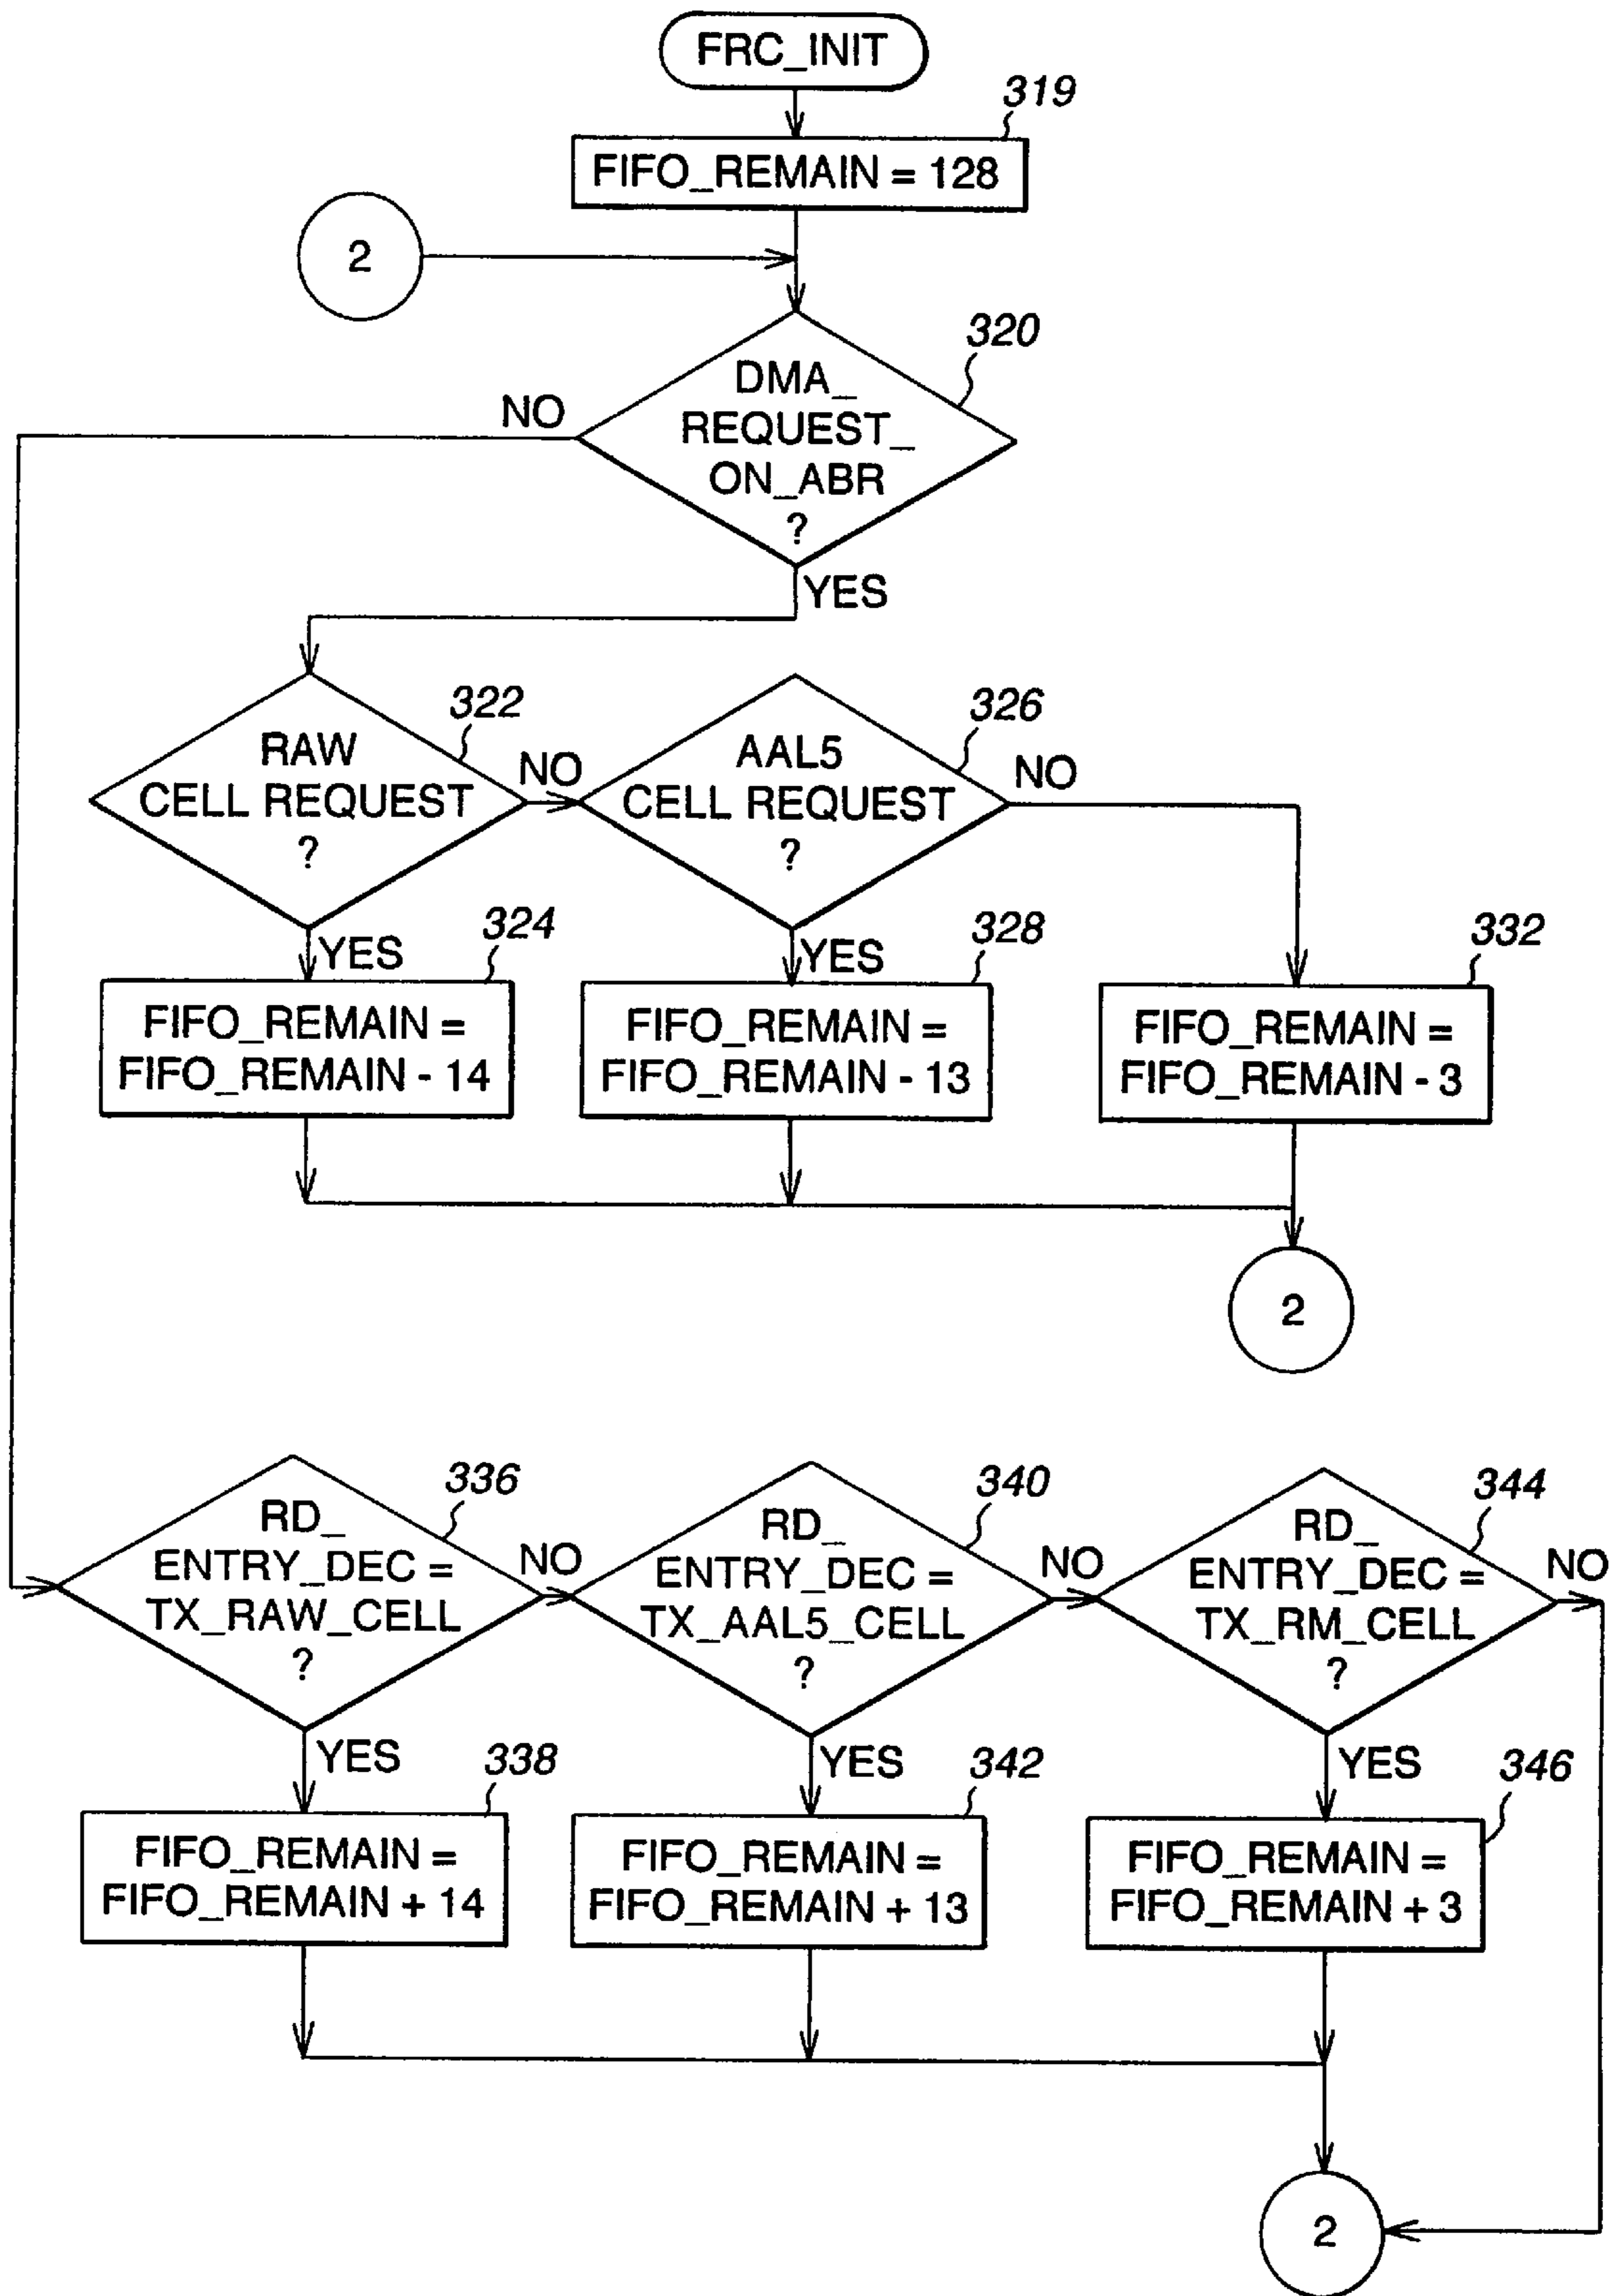 FRC_INIT
319
FIFO_REMAIN = 128
2
320
DMA_
REQUEST_
ON_ABR
?
NO
YES
322
RAW
CELL REQUEST
?
NO
326
AAL5
CELL REQUEST
?
NO
YES
324
FIFO_REMAIN =
FIFO_REMAIN - 14
YES
328
FIFO_REMAIN =
FIFO_REMAIN - 13
332
FIFO_REMAIN =
FIFO_REMAIN - 3
2
336
RD_
ENTRY_DEC =
TX_RAW_CELL
?
NO
340
RD_
ENTRY_DEC =
TX_AAL5_CELL
?
NO
344
RD_
ENTRY_DEC =
TX_RM_CELL
?
NO
YES
338
FIFO_REMAIN =
FIFO_REMAIN + 14
YES
342
FIFO_REMAIN =
FIFO_REMAIN + 13
YES
346
FIFO_REMAIN =
FIFO_REMAIN + 3
2